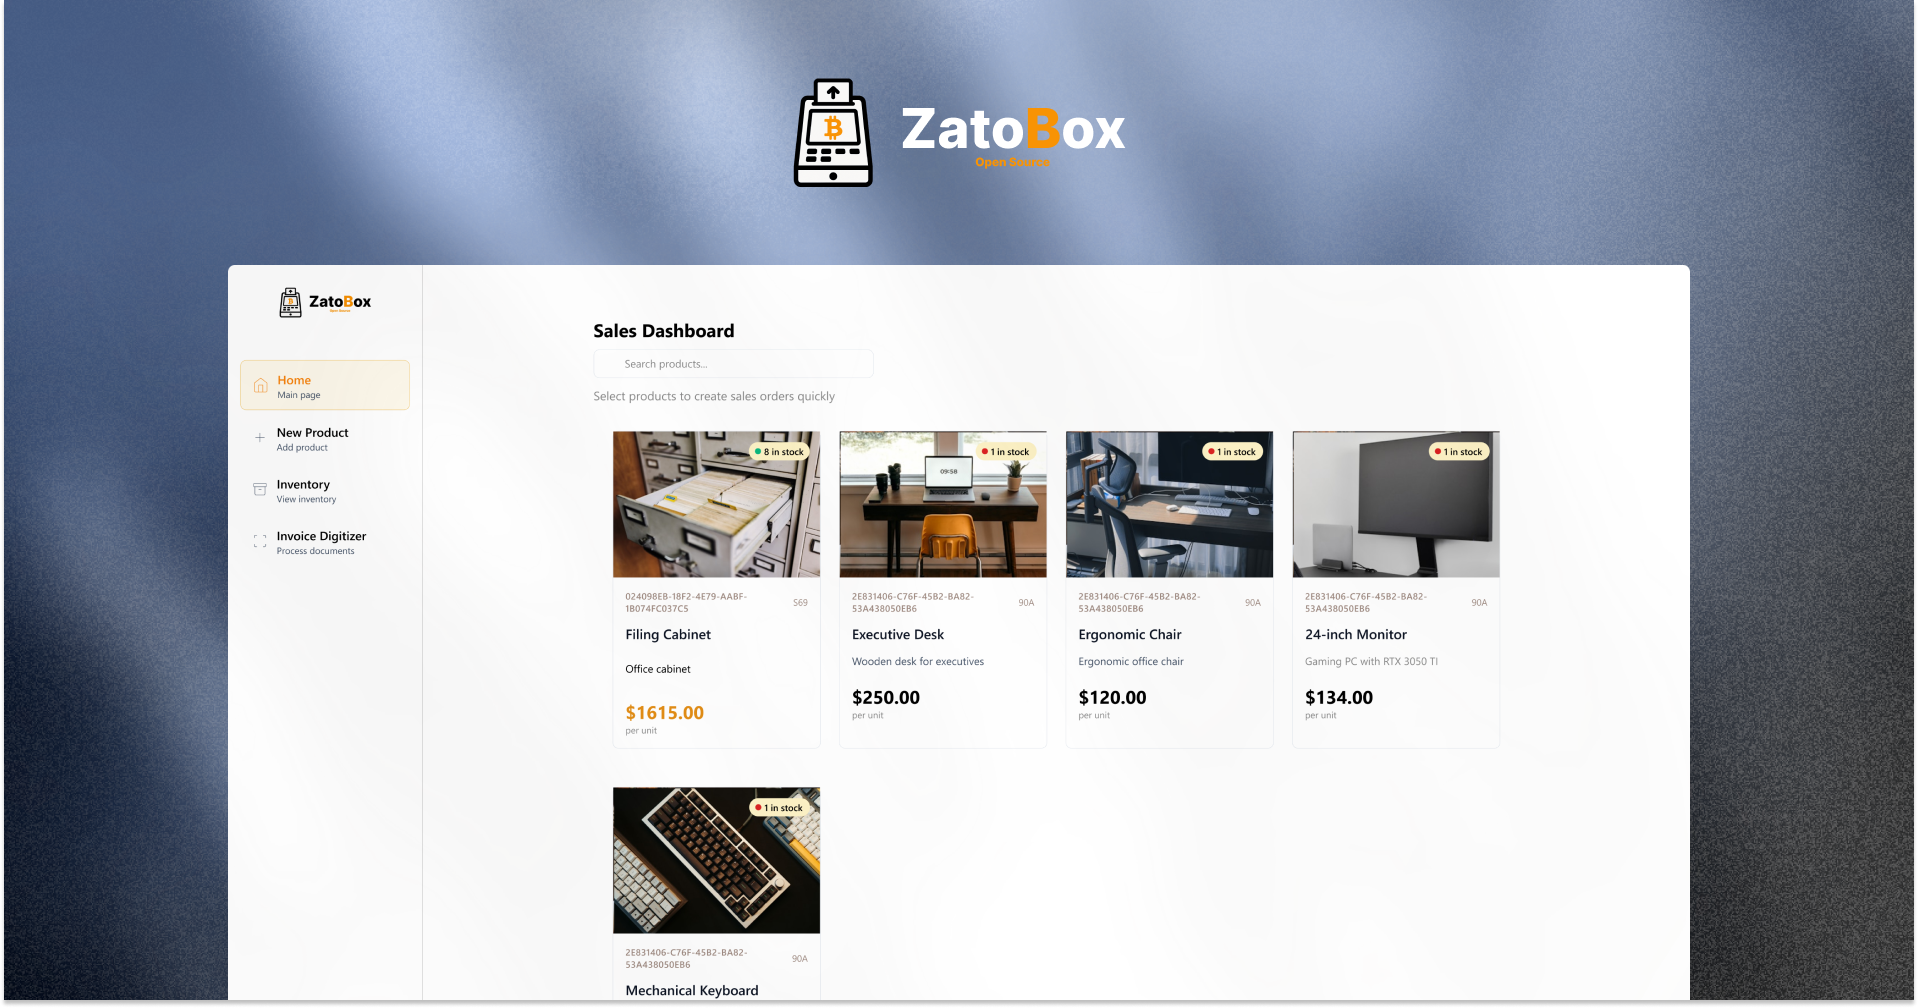 ZatoBox
Open Source
ZatoBox
Open Source
Home
Main page
New Product
Add product
Inventory
View inventory
Invoice Digitizer
Process documents
Sales Dashboard
Search products...
Select products to create sales orders quickly
8 in stock
024098EB-18F2-4E79-AABF-
1B074FC037C5
S69
Filing Cabinet
Office cabinet
$1615.00
per unit
1 in stock
09:58
2E831406-C76F-45B2-BA82-
53A438050EB6
90A
Executive Desk
Wooden desk for executives
$250.00
per unit
1 in stock
2E831406-C76F-45B2-BA82-
53A438050EB6
90A
Ergonomic Chair
Ergonomic office chair
$120.00
per unit
1 in stock
2E831406-C76F-45B2-BA82-
53A438050EB6
90A
24-inch Monitor
Gaming PC with RTX 3050 TI
$134.00
per unit
1 in stock
2E831406-C76F-45B2-BA82-
53A438050EB6
90A
Mechanical Keyboard